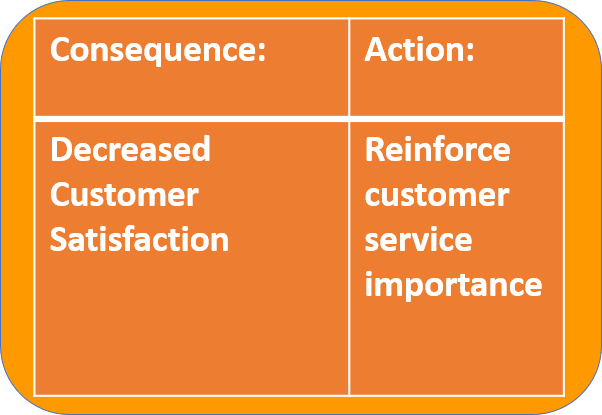 Consequence:
Action:
Decreased
Customer
Satisfaction
Reinforce
customer
service
importance